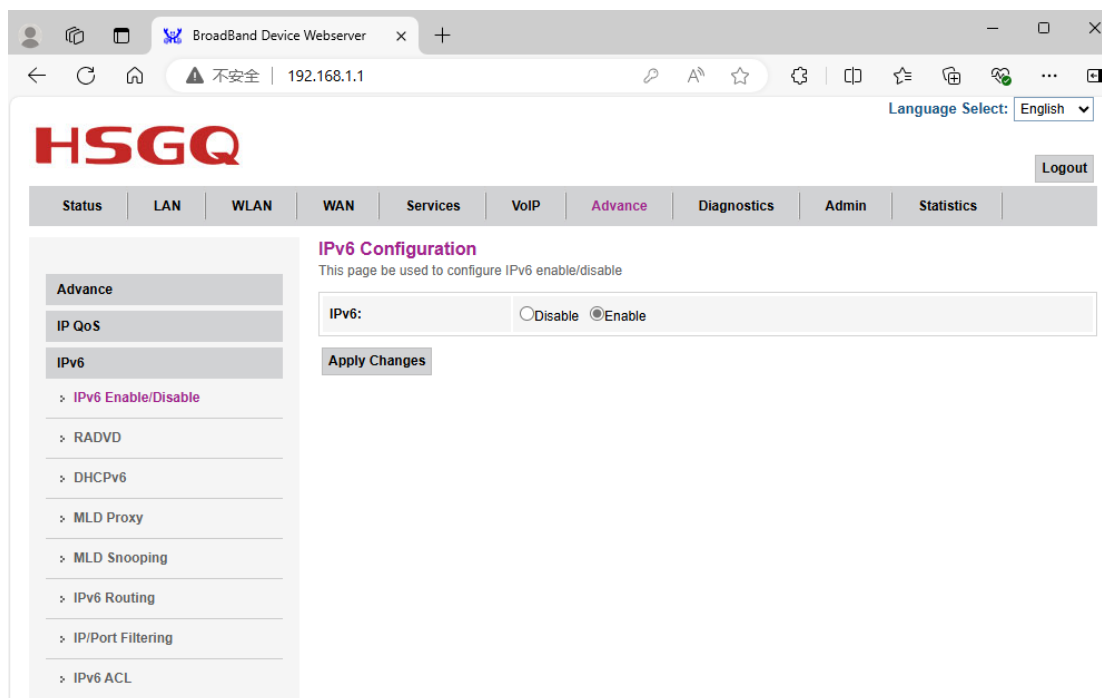 BroadBand Device Webserver
不安全 | 192.168.1.1
Language Select: English
HSGQ
Logout
Status LAN WLAN WAN Services VoIP Advance Diagnostics Admin Statistics
IPv6 Configuration
This page be used to configure IPv6 enable/disable
Advance
IPv6: Disable Enable
IP QoS
Apply Changes
IPv6
IPv6 Enable/Disable
RADVD
DHCPv6
MLD Proxy
MLD Snooping
IPv6 Routing
IP/Port Filtering
IPv6 ACL